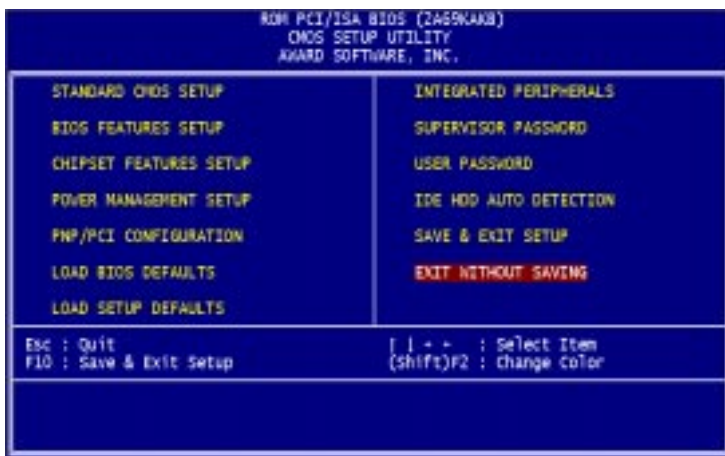 ROM PCI/ISA BIOS (2A69KAKB)
CMOS SETUP UTILITY
AWARD SOFTWARE, INC.
STANDARD CMOS SETUP
BIOS FEATURES SETUP
CHIPSET FEATURES SETUP
POWER MANAGEMENT SETUP
PNP/PCI CONFIGURATION
LOAD BIOS DEFAULTS
LOAD SETUP DEFAULTS
INTEGRATED PERIPHERALS
SUPERVISOR PASSWORD
USER PASSWORD
IDE HDD AUTO DETECTION
SAVE & EXIT SETUP
EXIT WITHOUT SAVING
Esc : Quit
F10 : Save & Exit Setup
: Select Item
(Shift)F2 : Change Color